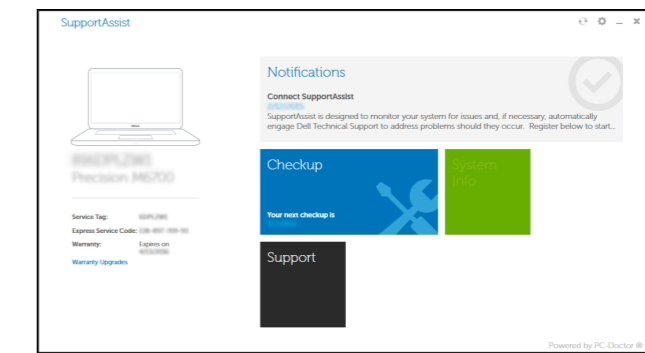 SupportAssist
Notifications
Connect SupportAssist
SupportAssist is designed to monitor your system for issues and, if necessary, automatically
engage Dell Technical Support to address problems should they occur. Register below to start...
Precision M6700
Checkup
System
Info
Service Tag:
Express Service Code:
Warranty: Expires on
Warranty Upgrades
Your next checkup is
Support
Powered by PC-Doctor ®